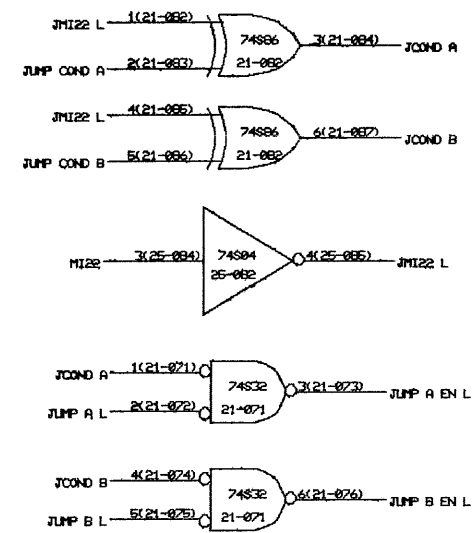 JMI22 L 1(21-082) 74S86 3(21-084) JCOND A
JUMP COND A 2(21-083) 21-082
JMI22 L 4(21-085) 74S86 6(21-087) JCOND B
JUMP COND B 5(21-086) 21-082
MI22 3(25-084) 74S04 4(25-085) JMI22 L
25-082
JCOND A 1(21-071) 74S32 3(21-073) JUMP A EN L
JUMP A L 2(21-072) 21-071
JCOND B 4(21-074) 74S32 6(21-076) JUMP B EN L
JUMP B L 5(21-075) 21-071